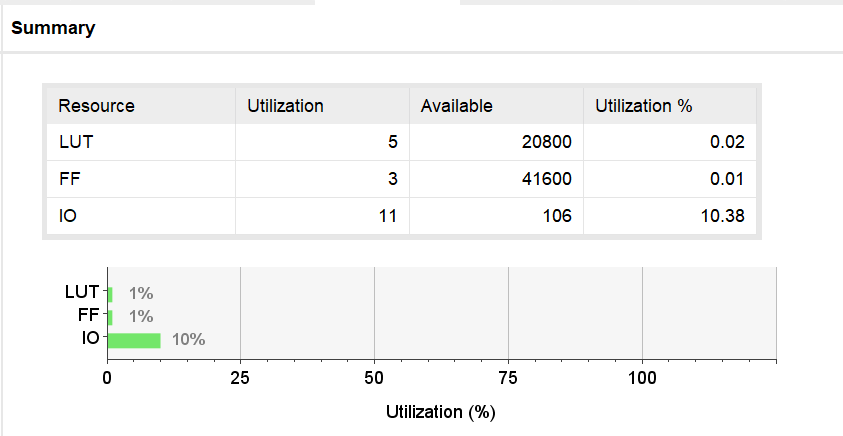 Summary
Resource Utilization Available Utilization %
LUT 5 20800 0.02
FF 3 41600 0.01
IO 11 106 10.38
LUT 1%
FF 1%
IO 10%
0 25 50 75 100
Utilization (%)